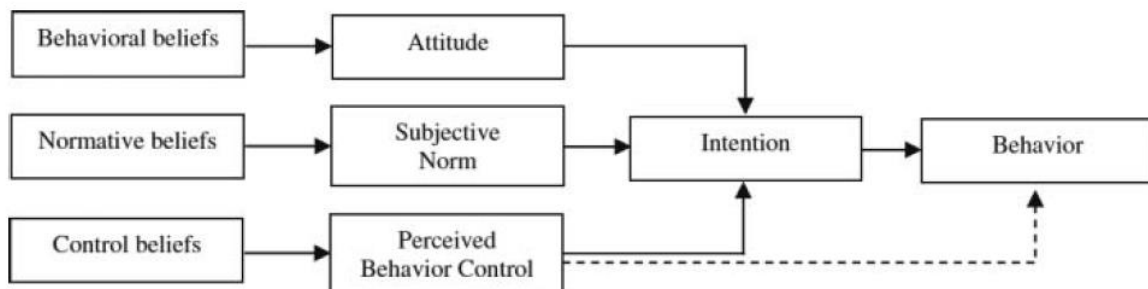 Behavioral beliefs
Attitude
Normative beliefs
Subjective
Norm
Intention
Behavior
Control beliefs
Perceived
Behavior Control